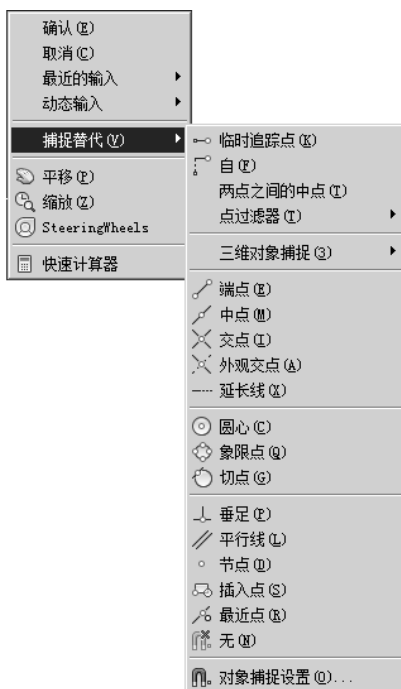 确认(E)
取消(C)
最近的输入
动态输入
捕捉替代(V)
平移(P)
缩放(Z)
SteeringWheels
快速计算器
临时追踪点(K)
自(F)
两点之间的中点(T)
点过滤器(T)
三维对象捕捉(3)
端点(E)
中点(M)
交点(I)
外观交点(A)
延长线(X)
圆心(C)
象限点(Q)
切点(G)
垂足(P)
平行线(L)
节点(D)
插入点(S)
最近点(R)
无(N)
对象捕捉设置(O)...